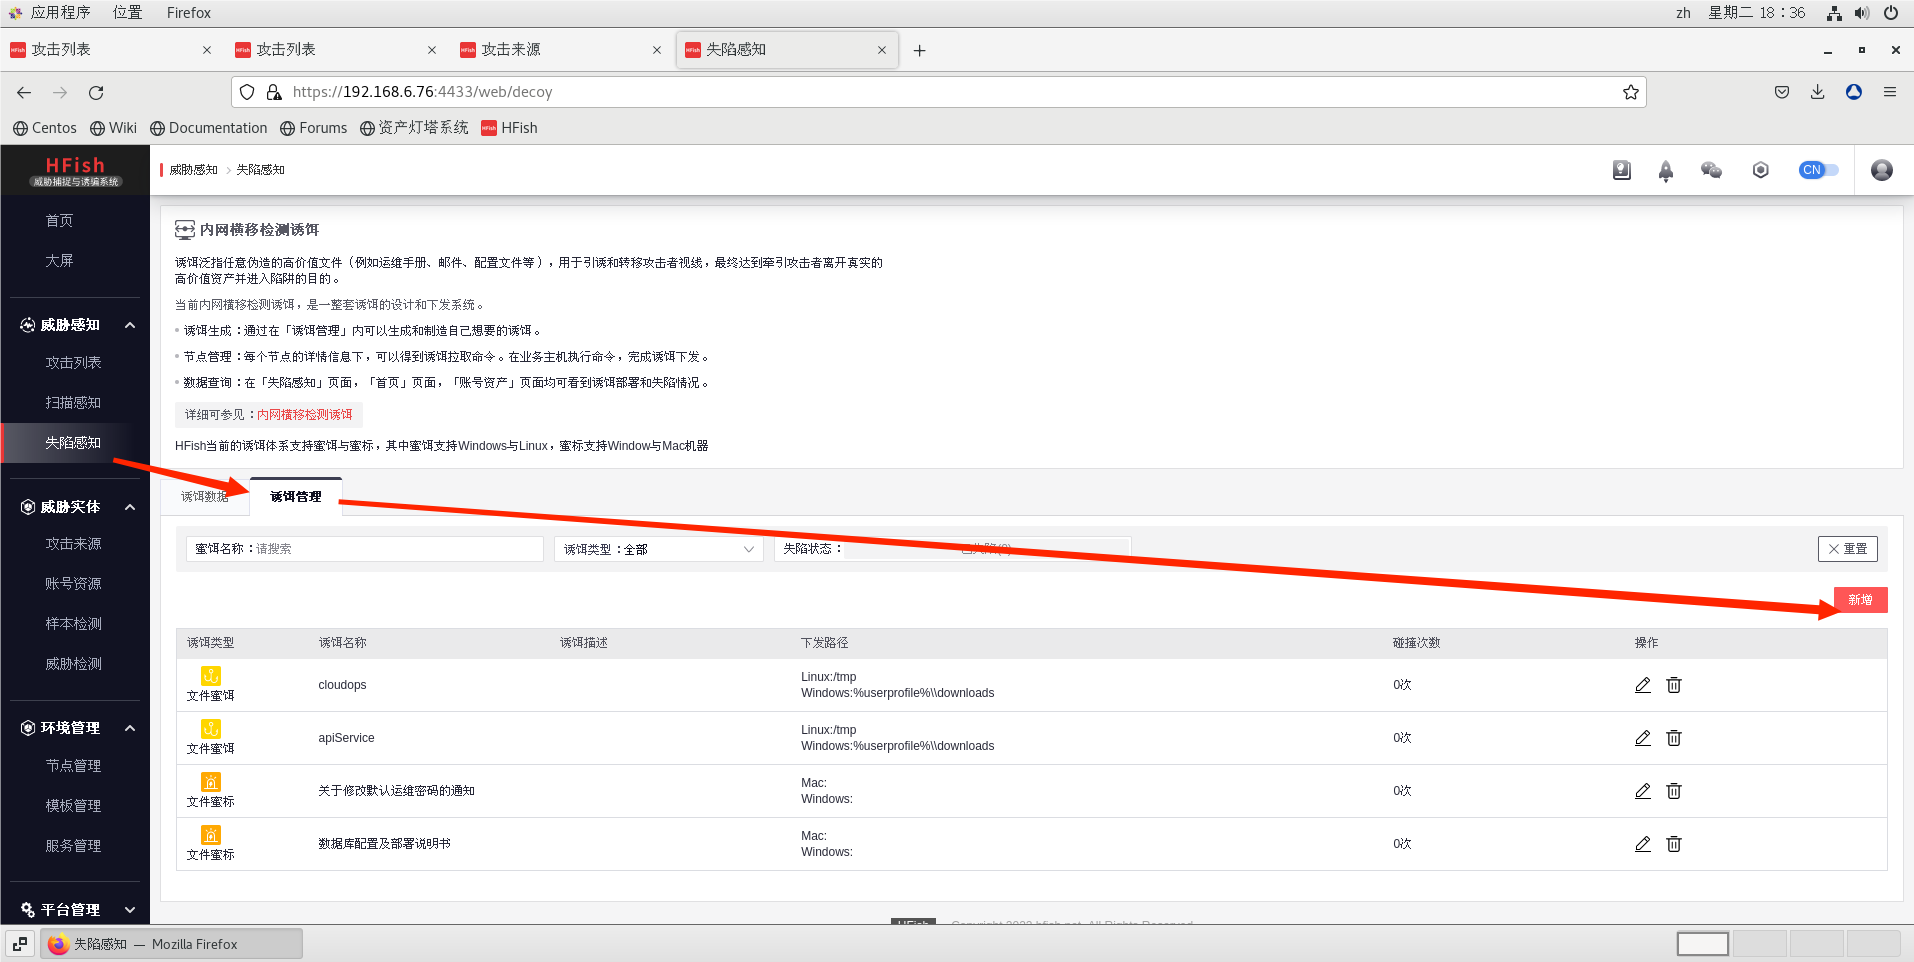 应用程序 位置 Firefox zh 星期二 18：36
攻击列表 × 攻击列表 × 攻击来源 × 失陷感知 ×
https://192.168.6.76:4433/web/decoy
Centos Wiki Documentation Forums 资产灯塔系统 HFish
HFish
威胁捕捉与诱骗系统
威胁感知 > 失陷感知
CN
首页
大屏
威胁感知
攻击列表
扫描感知
失陷感知
威胁实体
攻击来源
账号资源
样本检测
威胁检测
环境管理
节点管理
模板管理
服务管理
平台管理
内网横移检测诱饵
诱饵泛指任意伪造的高价值文件（例如运维手册、邮件、配置文件等），用于引诱和转移攻击者视线，最终达到牵引攻击者离开真实的
高价值资产并进入陷阱的目的。
当前内网横移检测诱饵，是一整套诱饵的设计和下发系统。
诱饵生成：通过在「诱饵管理」内可以生成和制造自己想要的诱饵。
节点管理：每个节点的详情信息下，可以得到诱饵拉取命令。在业务主机执行命令，完成诱饵下发。
数据查询：在「失陷感知」页面，「首页」页面，「账号资产」页面均可看到诱饵部署和失陷情况。
详细可参见：内网横移检测诱饵
HFish当前的诱饵体系支持蜜饵与蜜标，其中蜜饵支持Windows与Linux，蜜标支持Window与Mac机器
诱饵数据 诱饵管理
蜜饵名称：请搜索 诱饵类型：全部 失陷状态： 重置
新增
诱饵类型 诱饵名称 诱饵描述 下发路径 碰撞次数 操作
文件蜜饵 cloudops Linux:/tmp
Windows:%userprofile%\\downloads 0次
文件蜜饵 apiService Linux:/tmp
Windows:%userprofile%\\downloads 0次
文件蜜标 关于修改默认运维密码的通知 Mac:
Windows: 0次
文件蜜标 数据库配置及部署说明书 Mac:
Windows: 0次
失陷感知 — Mozilla Firefox